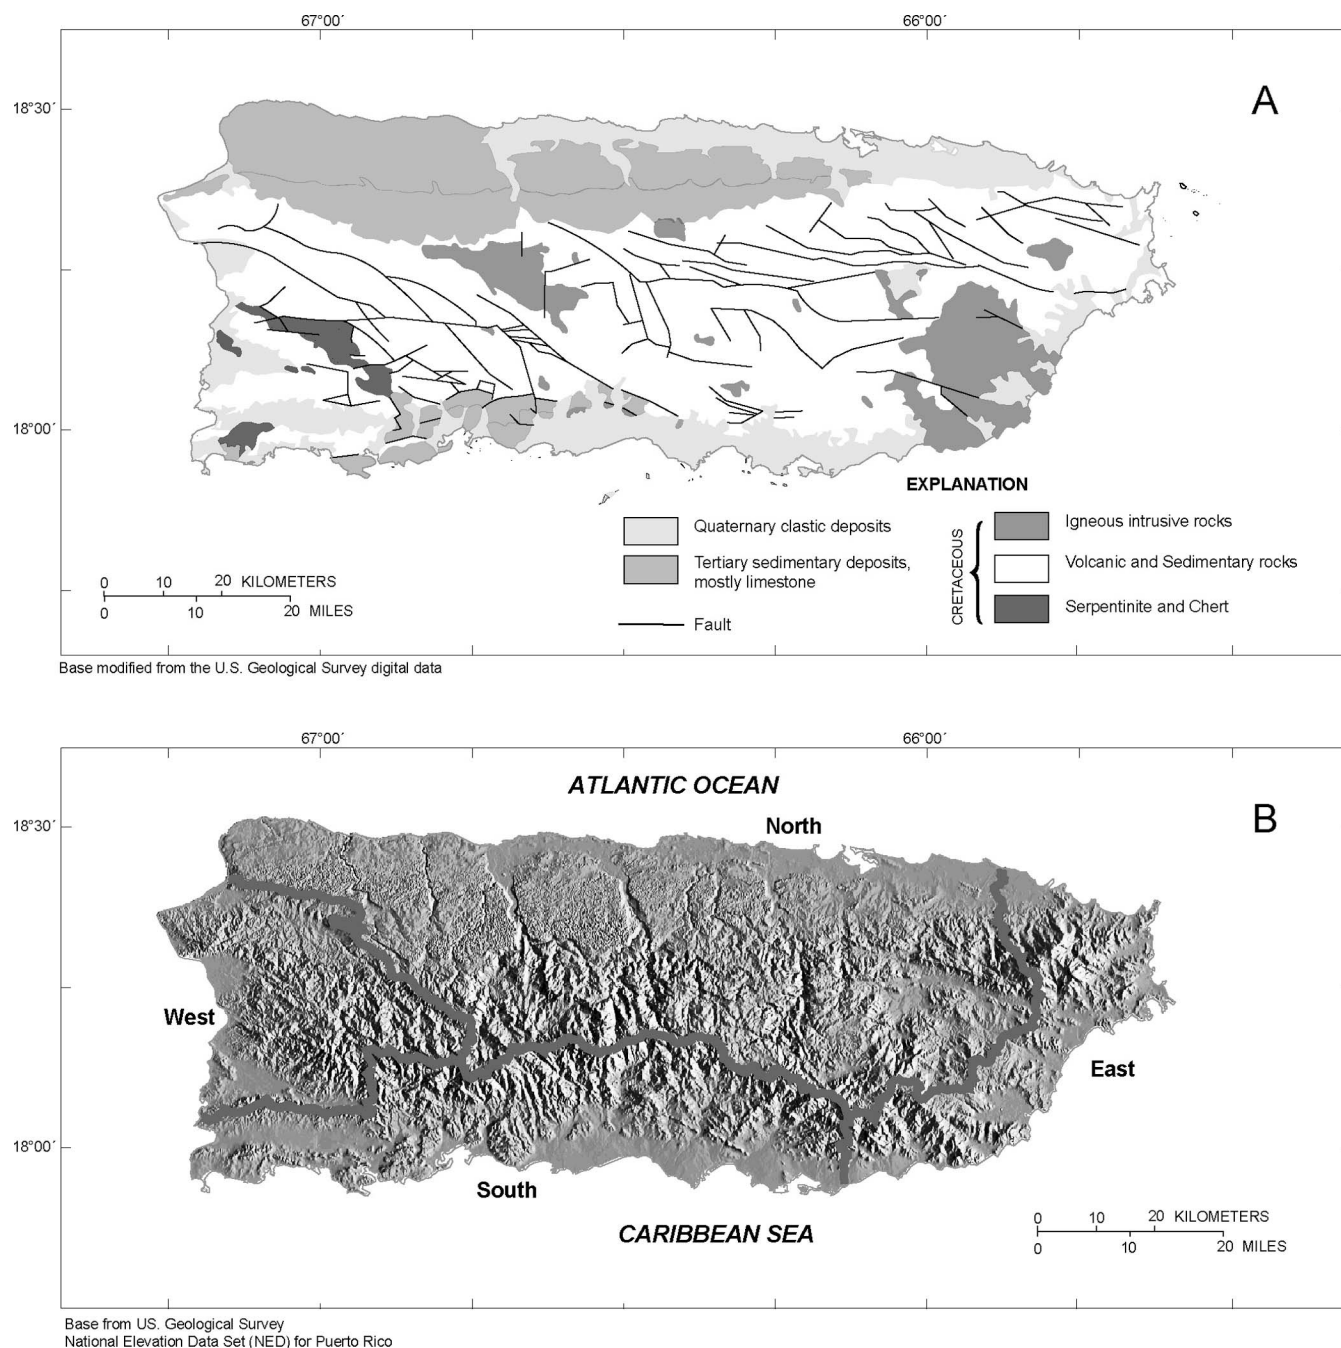 67°00´ 66°00´
A
18°30´
18°00´
EXPLANATION
Quaternary clastic deposits
Tertiary sedimentary deposits,
mostly limestone
Fault
CRETACEOUS
Igneous intrusive rocks
Volcanic and Sedimentary rocks
Serpentinite and Chert
0 10 20 KILOMETERS
0 10 20 MILES
Base modified from the U.S. Geological Survey digital data
67°00´ 66°00´
ATLANTIC OCEAN
B
North
18°30´
West
East
18°00´
South
CARIBBEAN SEA
0 10 20 KILOMETERS
0 10 20 MILES
Base from US. Geological Survey
National Elevation Data Set (NED) for Puerto Rico